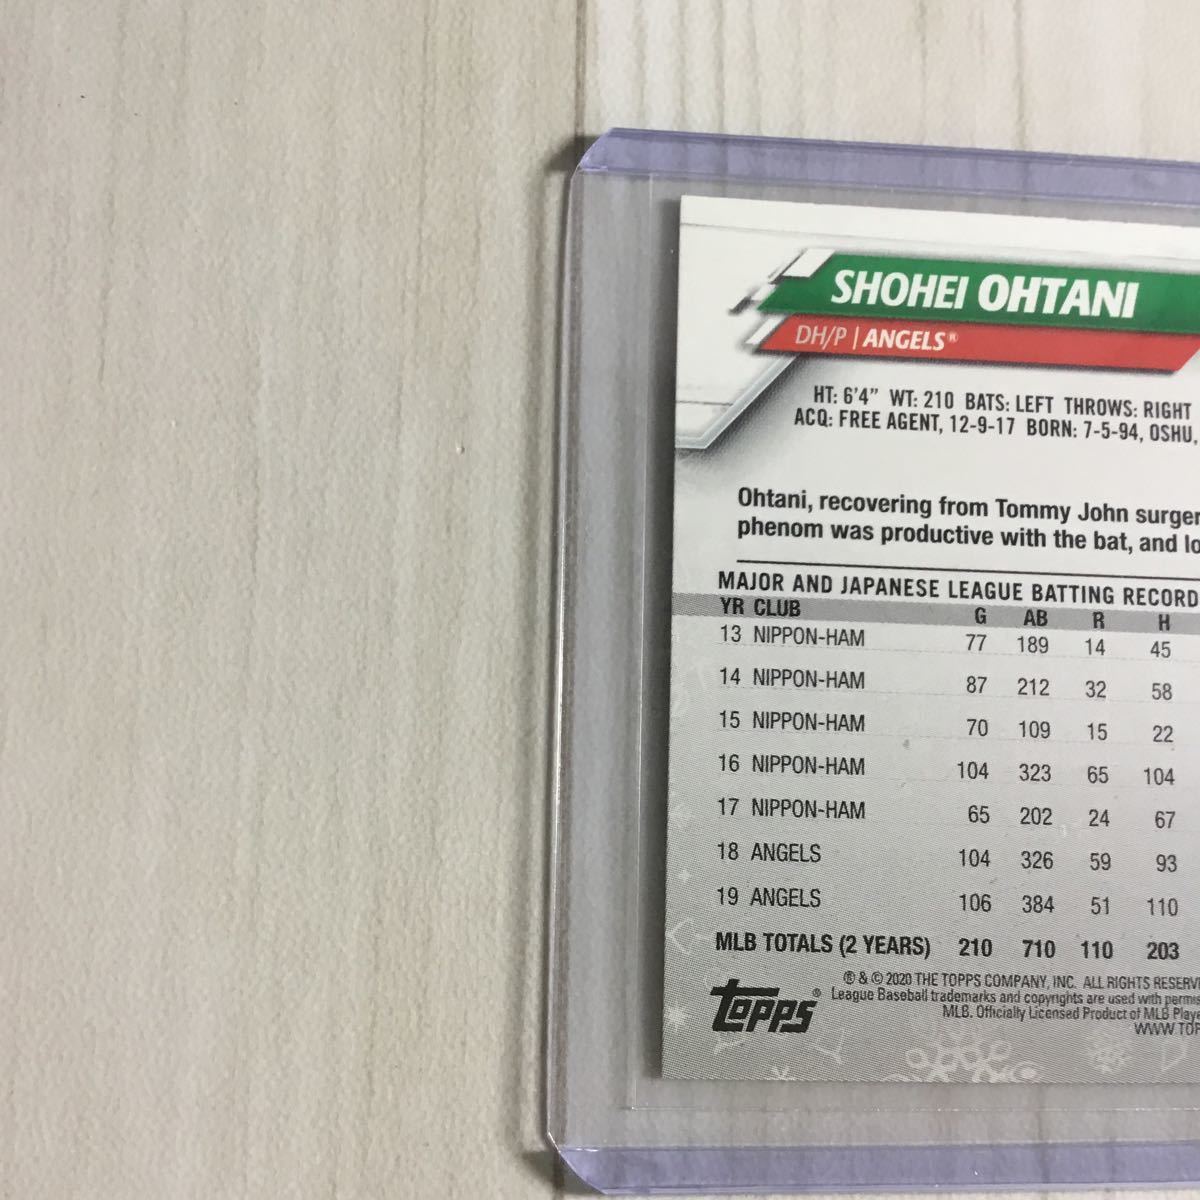 SHOHEI OHTANI
DH/P | ANGELS®
HT: 6'4" WT: 210 BATS: LEFT THROWS: RIGHT
ACQ: FREE AGENT, 12-9-17 BORN: 7-5-94, OSHU,
Ohtani, recovering from Tommy John surger
phenom was productive with the bat, and lo
MAJOR AND JAPANESE LEAGUE BATTING RECORD
YR CLUB G AB R H
13 NIPPON-HAM 77 189 14 45
14 NIPPON-HAM 87 212 32 58
15 NIPPON-HAM 70 109 15 22
16 NIPPON-HAM 104 323 65 104
17 NIPPON-HAM 65 202 24 67
18 ANGELS 104 326 59 93
19 ANGELS 106 384 51 110
MLB TOTALS (2 YEARS) 210 710 110 203
® & © 2020 THE TOPPS COMPANY, INC. ALL RIGHTS RESERV
topps® League Baseball trademarks and copyrights are used with permis
MLB. Officially Licensed Product of MLB Playe
WWW.TOP